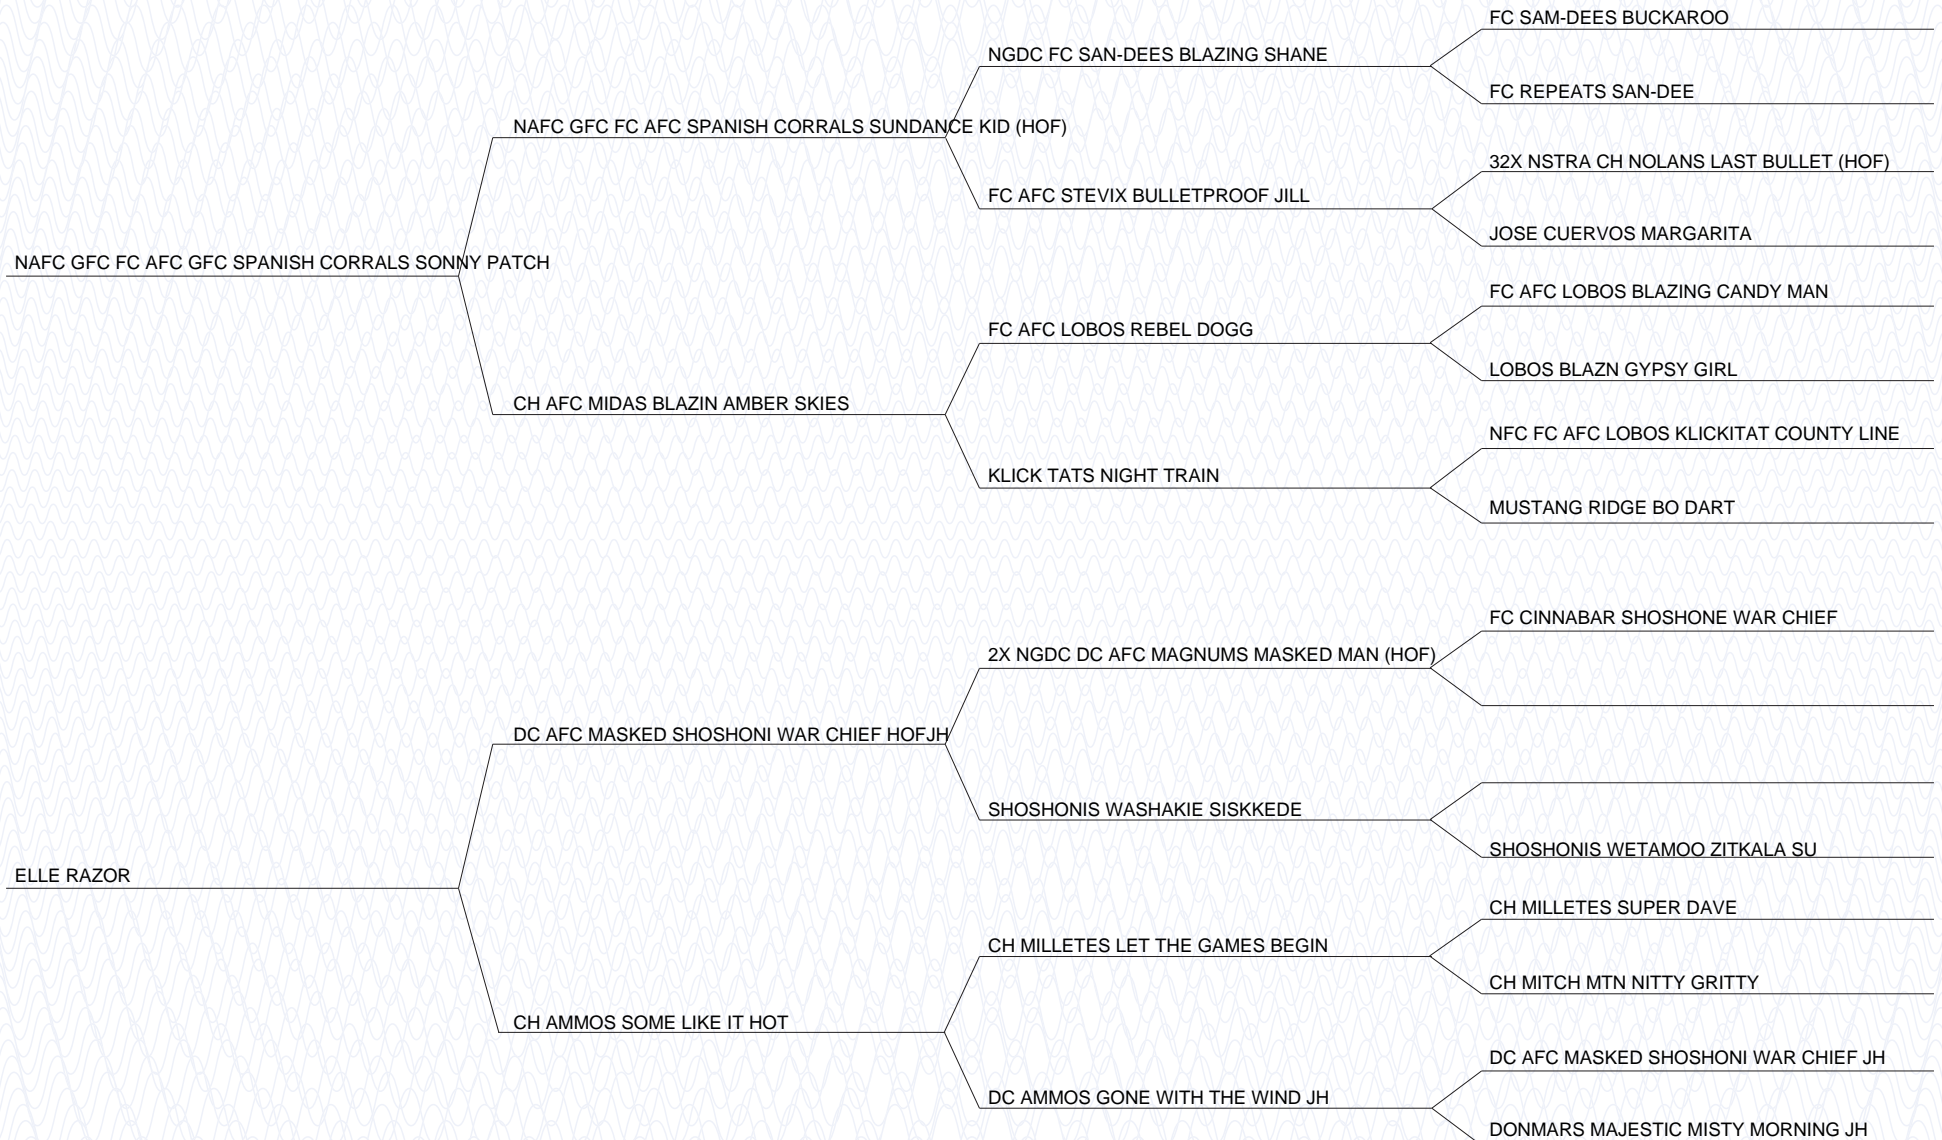 FC SAM-DEES BUCKAROO
NGDC FC SAN-DEES BLAZING SHANE
FC REPEATS SAN-DEE
NAFC GFC FC AFC SPANISH CORRALS SUNDANCE KID (HOF)
32X NSTRA CH NOLANS LAST BULLET (HOF)
FC AFC STEVIX BULLETPROOF JILL
JOSE CUERVOS MARGARITA
NAFC GFC FC AFC GFC SPANISH CORRALS SONNY PATCH
FC AFC LOBOS BLAZING CANDY MAN
FC AFC LOBOS REBEL DOGG
LOBOS BLAZN GYPSY GIRL
CH AFC MIDAS BLAZIN AMBER SKIES
NFC FC AFC LOBOS KLICKITAT COUNTY LINE
KLICK TATS NIGHT TRAIN
MUSTANG RIDGE BO DART
FC CINNABAR SHOSHONE WAR CHIEF
2X NGDC DC AFC MAGNUMS MASKED MAN (HOF)
DC AFC MASKED SHOSHONI WAR CHIEF HOFJH
SHOSHONIS WASHAKIE SISKKEDE
SHOSHONIS WETAMOO ZITKALA SU
ELLE RAZOR
CH MILLETES SUPER DAVE
CH MILLETES LET THE GAMES BEGIN
CH MITCH MTN NITTY GRITTY
CH AMMOS SOME LIKE IT HOT
DC AFC MASKED SHOSHONI WAR CHIEF JH
DC AMMOS GONE WITH THE WIND JH
DONMARS MAJESTIC MISTY MORNING JH